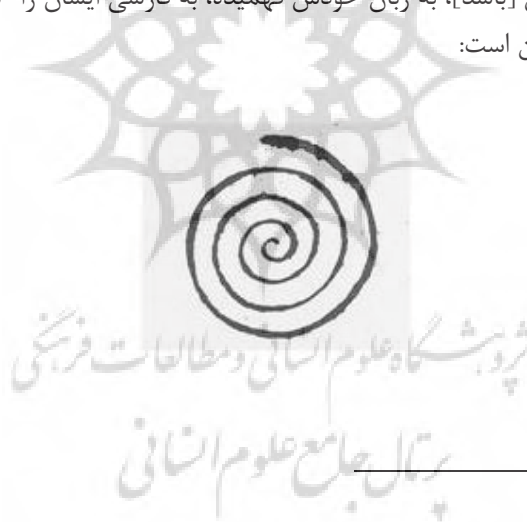 [باشد]، به زبان خودش فهمیده، به فارسی ایشان را
است:
پژوهشگاه علوم انسانی و مطالعات فرهنگی
پرتال جامع علوم انسانی